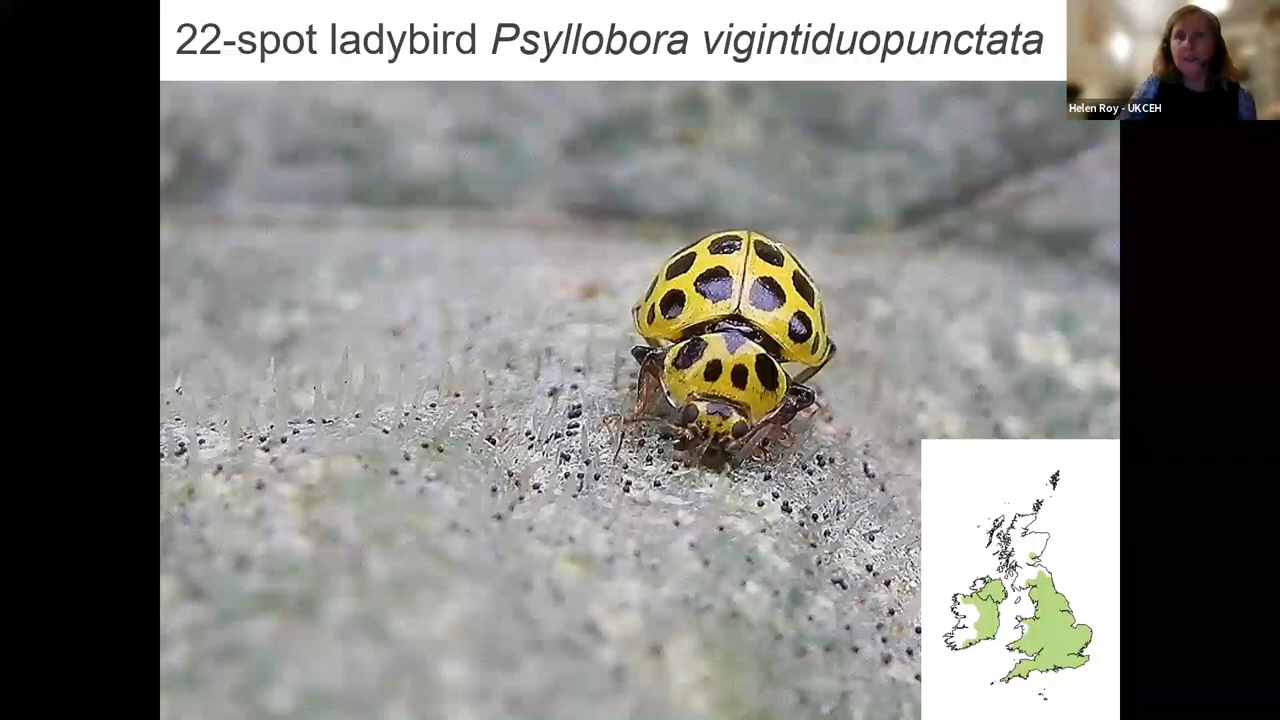 22-spot ladybird Psyllobora vigintiduopunctata
Helen Roy - UKCEH